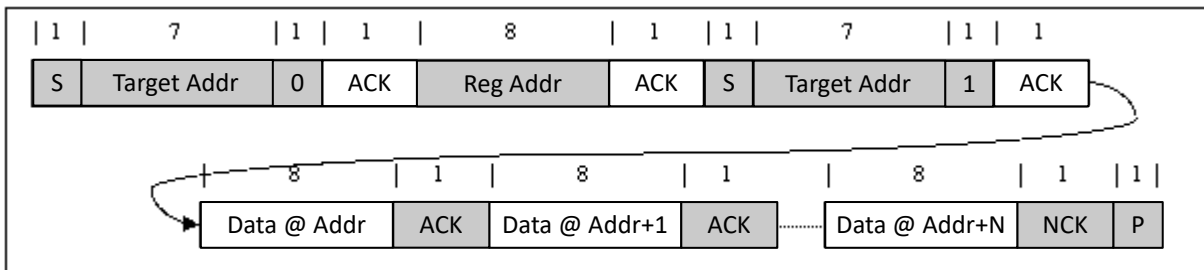 | 1 | 7 | 1 | 1 | 8 | 1 | 1 | 7 | 1 | 1
S Target Addr 0 ACK Reg Addr ACK S Target Addr 1 ACK
| 8 | 1 | 8 | 1 | 8 | 1 | 1 |
Data @ Addr ACK Data @ Addr+1 ACK Data @ Addr+N NCK P